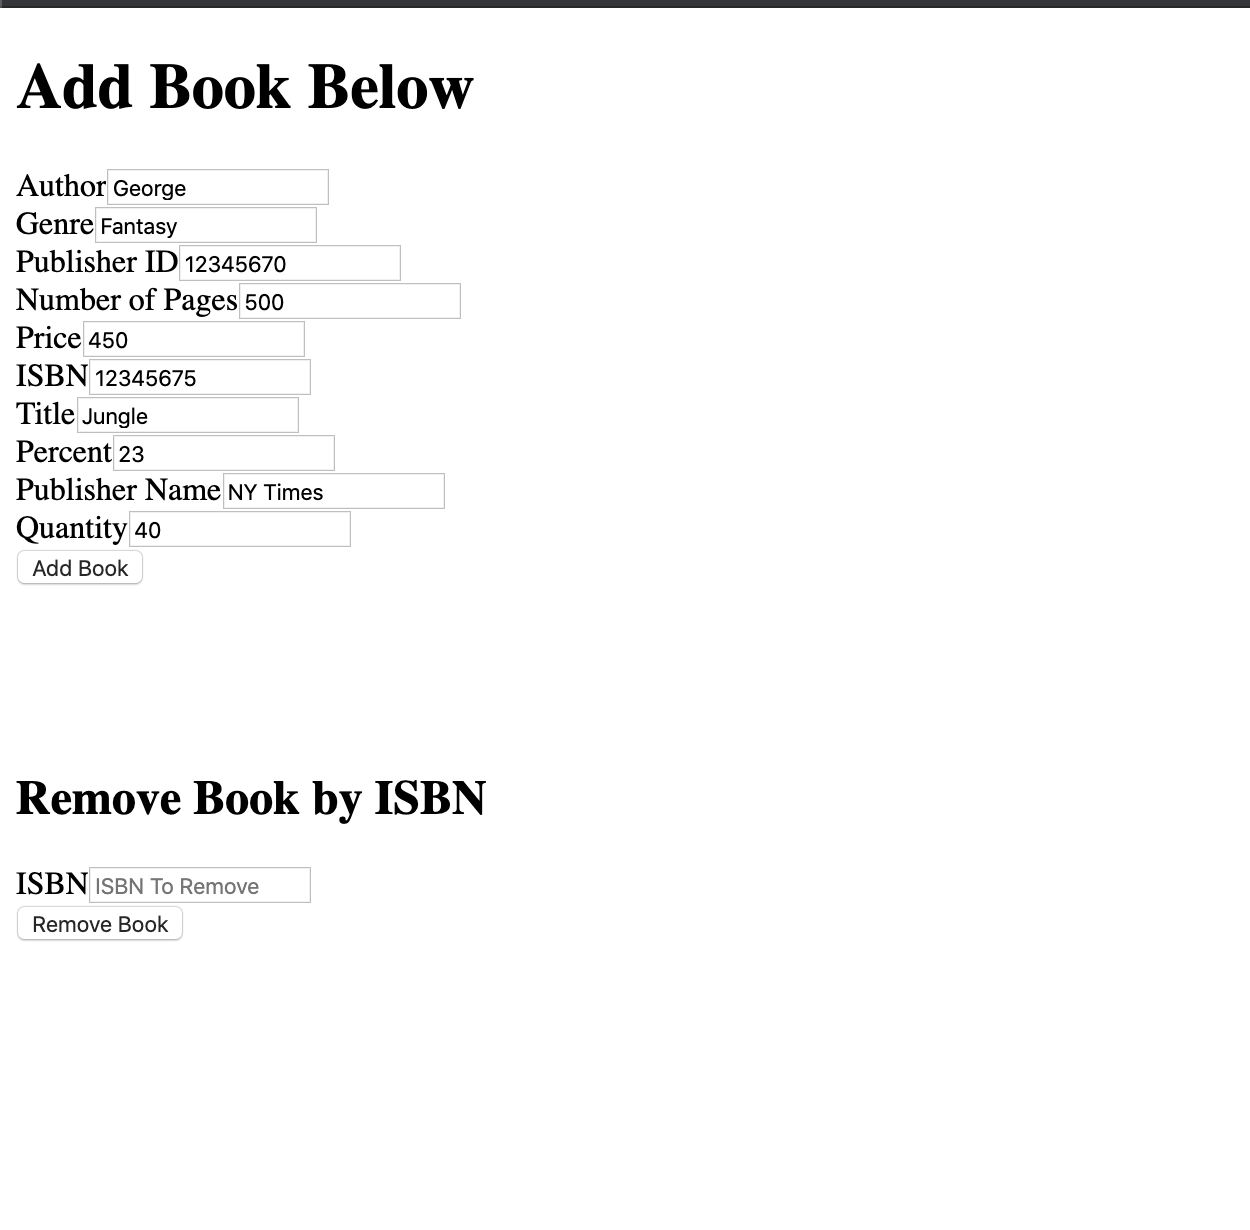 Add Book Below
Author George
Genre Fantasy
Publisher ID 12345670
Number of Pages 500
Price 450
ISBN 12345675
Title Jungle
Percent 23
Publisher Name NY Times
Quantity 40
Add Book
Remove Book by ISBN
ISBN ISBN To Remove
Remove Book